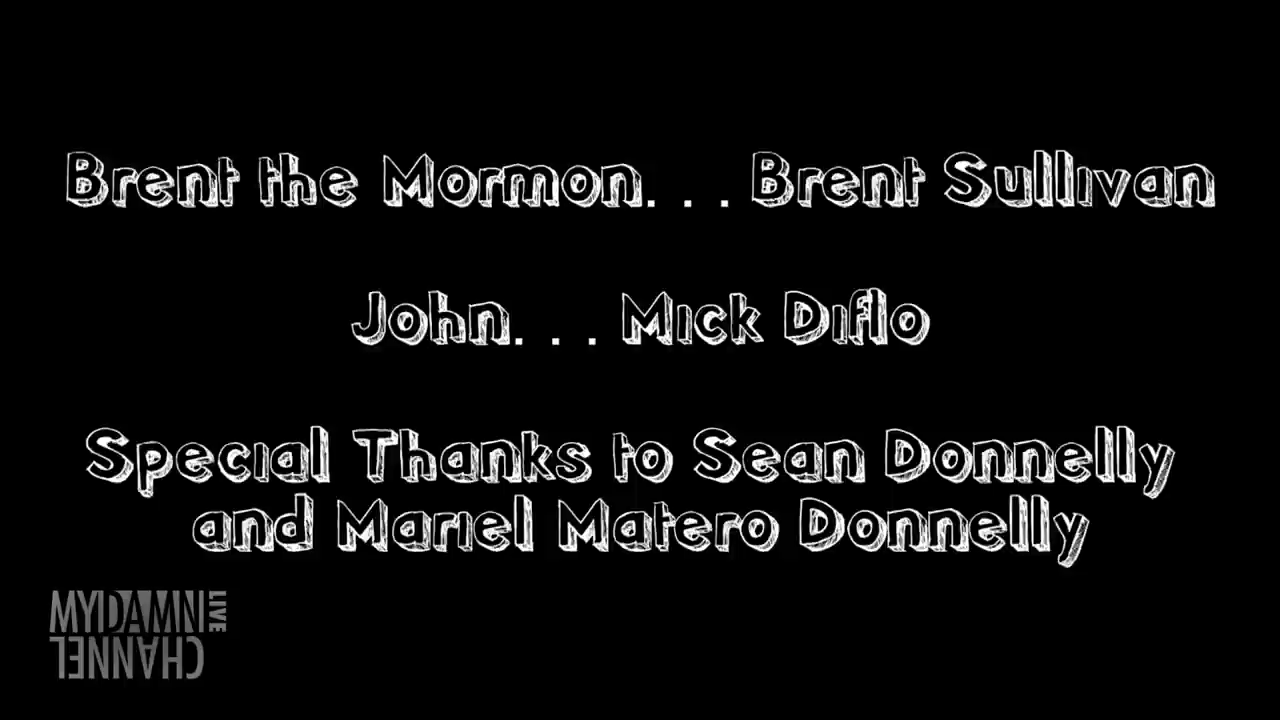 Brent the Mormon. . . Brent Sullivan
John. . . Mick Diflo
Special Thanks to Sean Donnelly
and Mariel Matero Donnelly
MYDAMN LIVE
CHANNEL